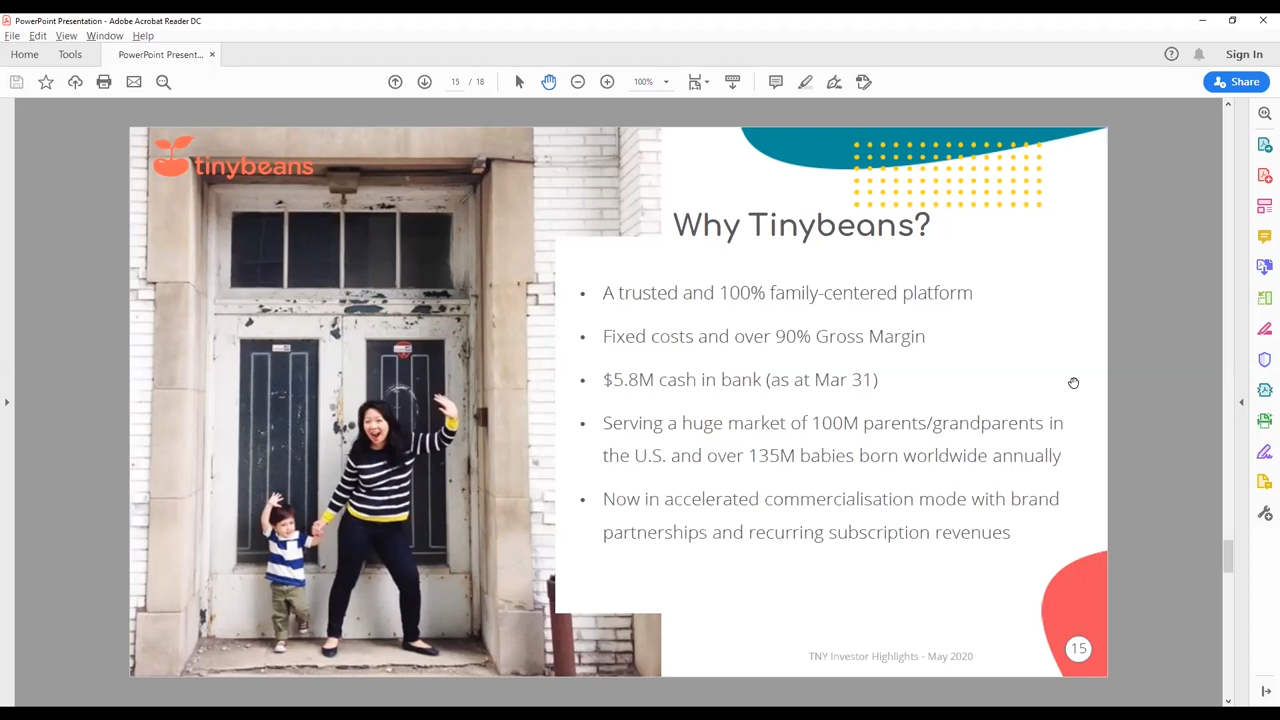 PowerPoint Presentation - Adobe Acrobat Reader DC
File Edit View Window Help
Home Tools PowerPoint Present... Sign In
15 / 18 100% Share
tinybeans
Why Tinybeans?
• A trusted and 100% family-centered platform
• Fixed costs and over 90% Gross Margin
• $5.8M cash in bank (as at Mar 31)
• Serving a huge market of 100M parents/grandparents in
the U.S. and over 135M babies born worldwide annually
• Now in accelerated commercialisation mode with brand
partnerships and recurring subscription revenues
TNY Investor Highlights - May 2020
15